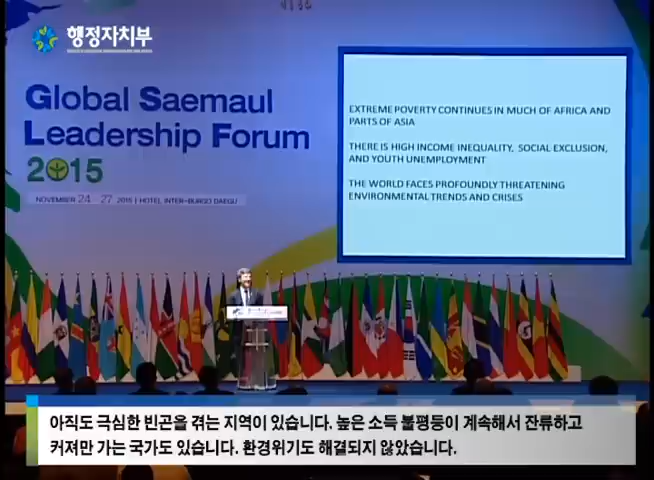 행정자치부
Global Saemaul
Leadership Forum
2015
NOVEMBER 24 - 27 2015 | HOTEL INTER-BURGO DAEGU
EXTREME POVERTY CONTINUES IN MUCH OF AFRICA AND
PARTS OF ASIA
THERE IS HIGH INCOME INEQUALITY, SOCIAL EXCLUSION,
AND YOUTH UNEMPLOYMENT
THE WORLD FACES PROFOUNDLY THREATENING
ENVIRONMENTAL TRENDS AND CRISES
아직도 극심한 빈곤을 겪는 지역이 있습니다. 높은 소득 불평등이 계속해서 잔류하고
커져만 가는 국가도 있습니다. 환경위기도 해결되지 않았습니다.